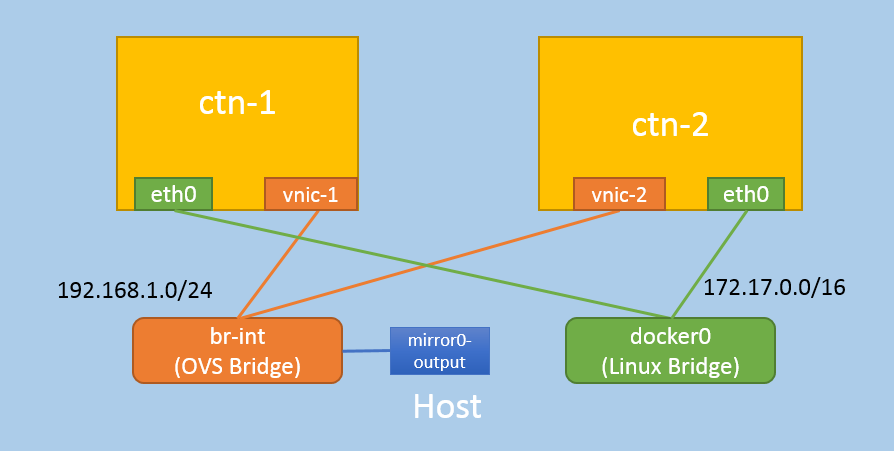 ctn-1
ctn-2
eth0
vnic-1
vnic-2
eth0
192.168.1.0/24
172.17.0.0/16
br-int
(OVS Bridge)
mirror0-
output
docker0
(Linux Bridge)
Host